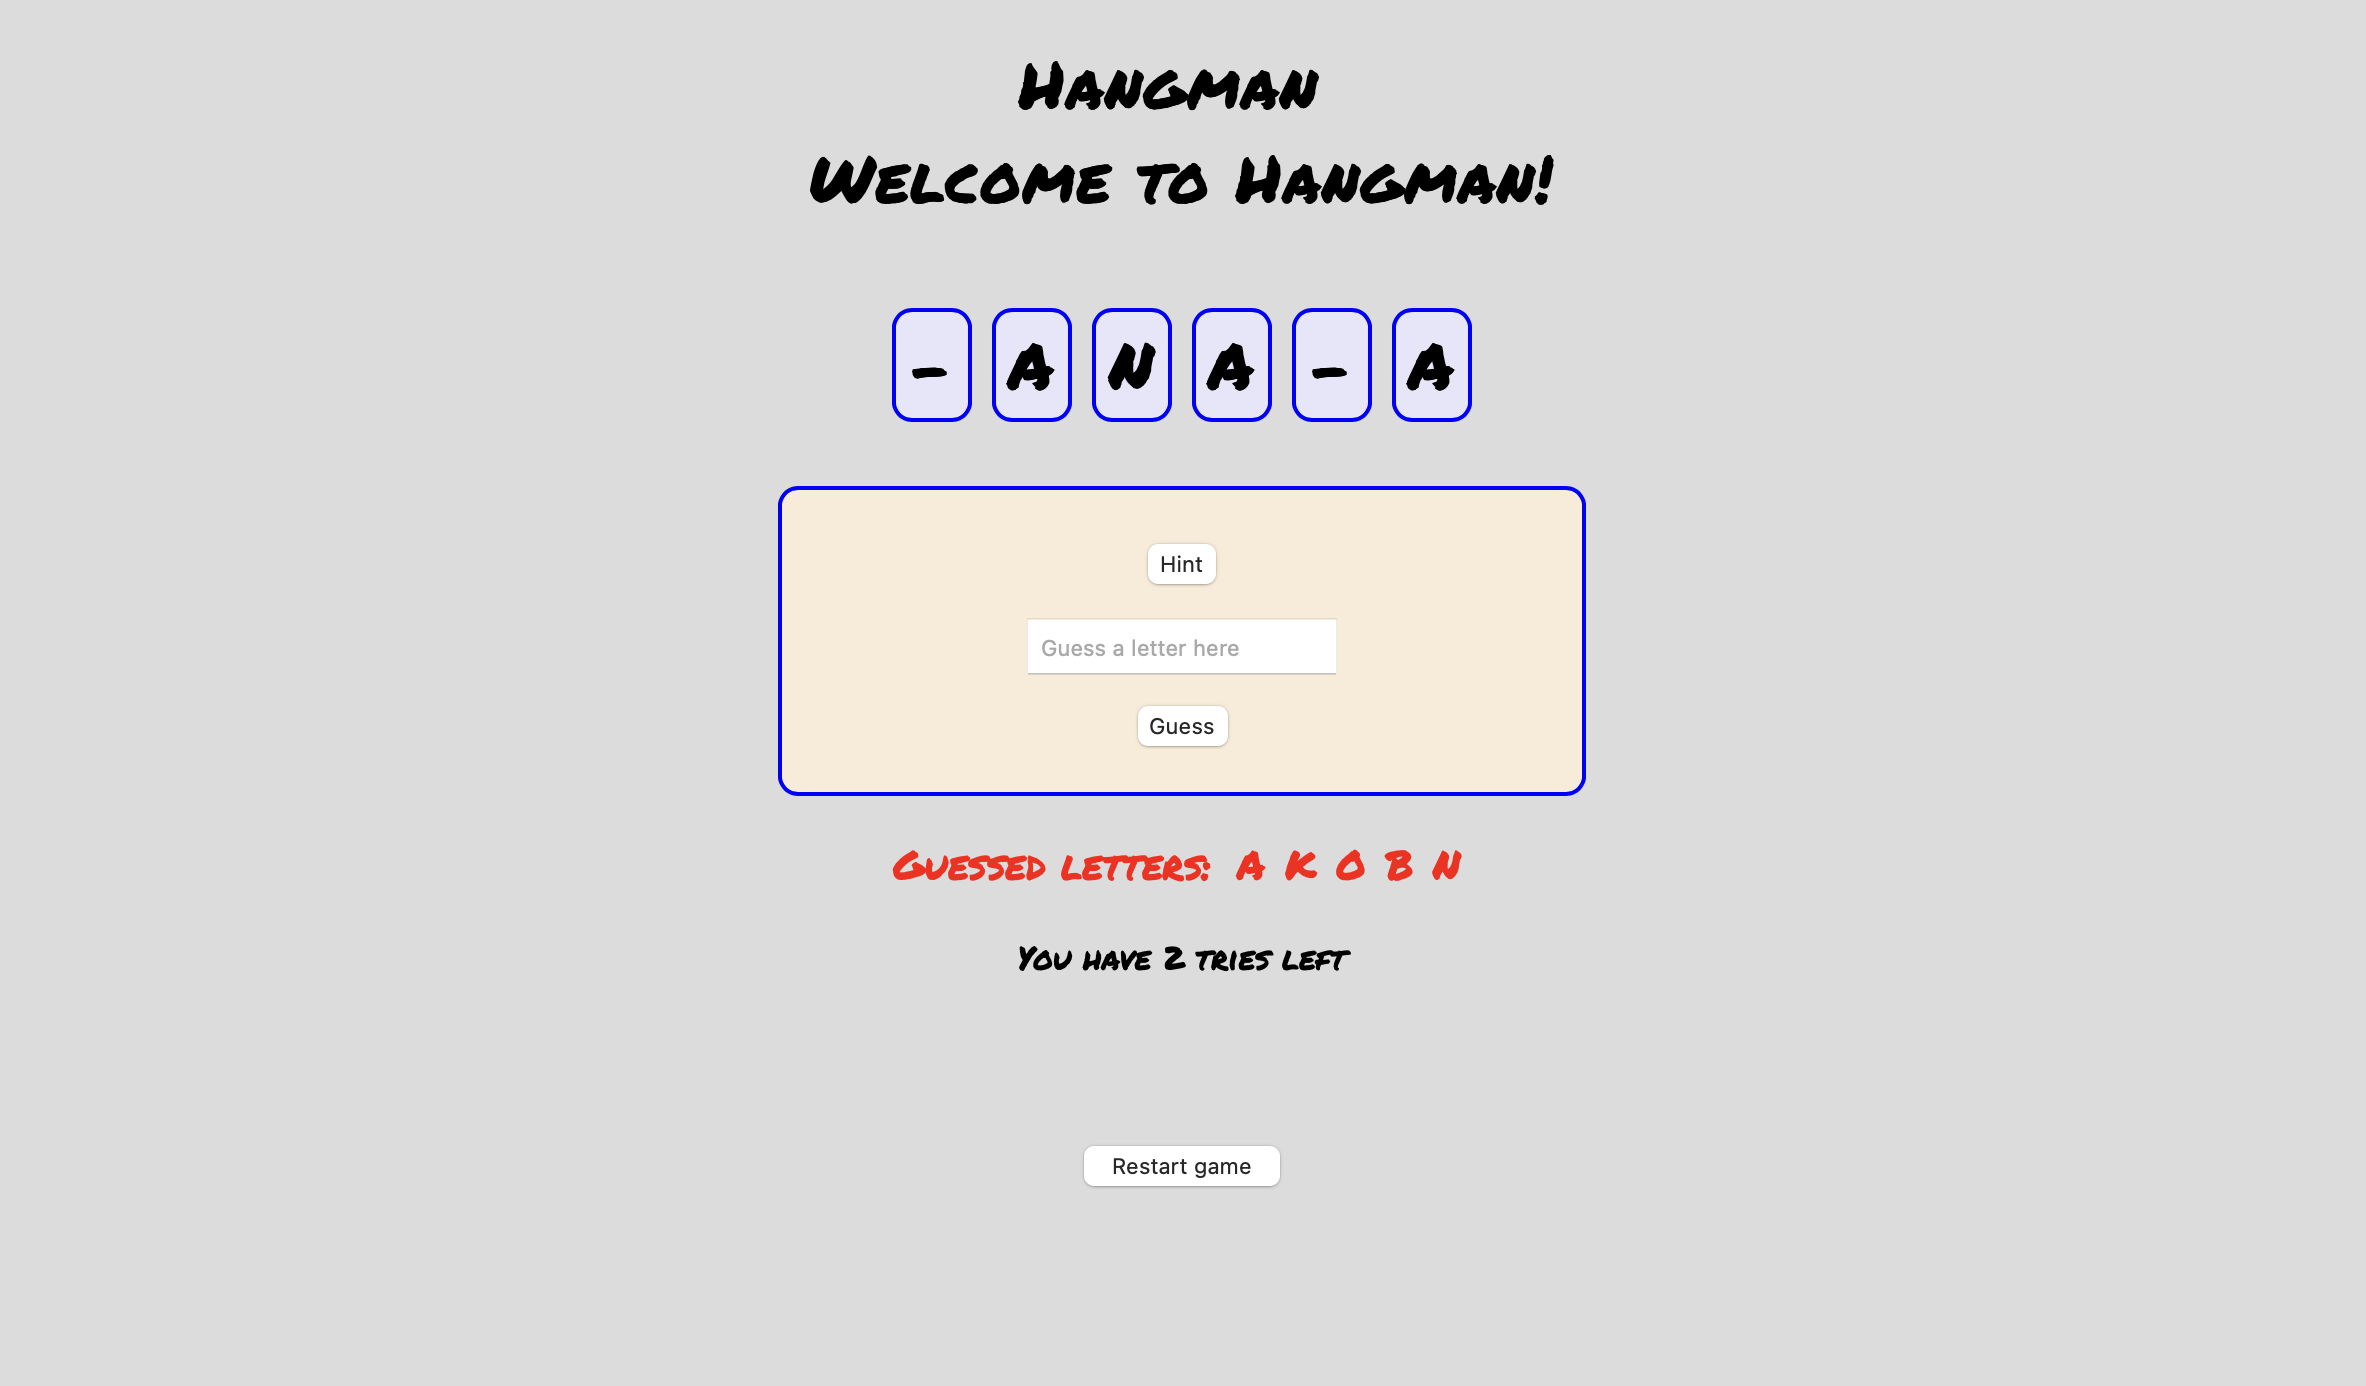 Hangman
Welcome to Hangman!
- A N A - A
Hint
Guess a letter here
Guess
Guessed letters: A K O B N
You have 2 tries left
Restart game